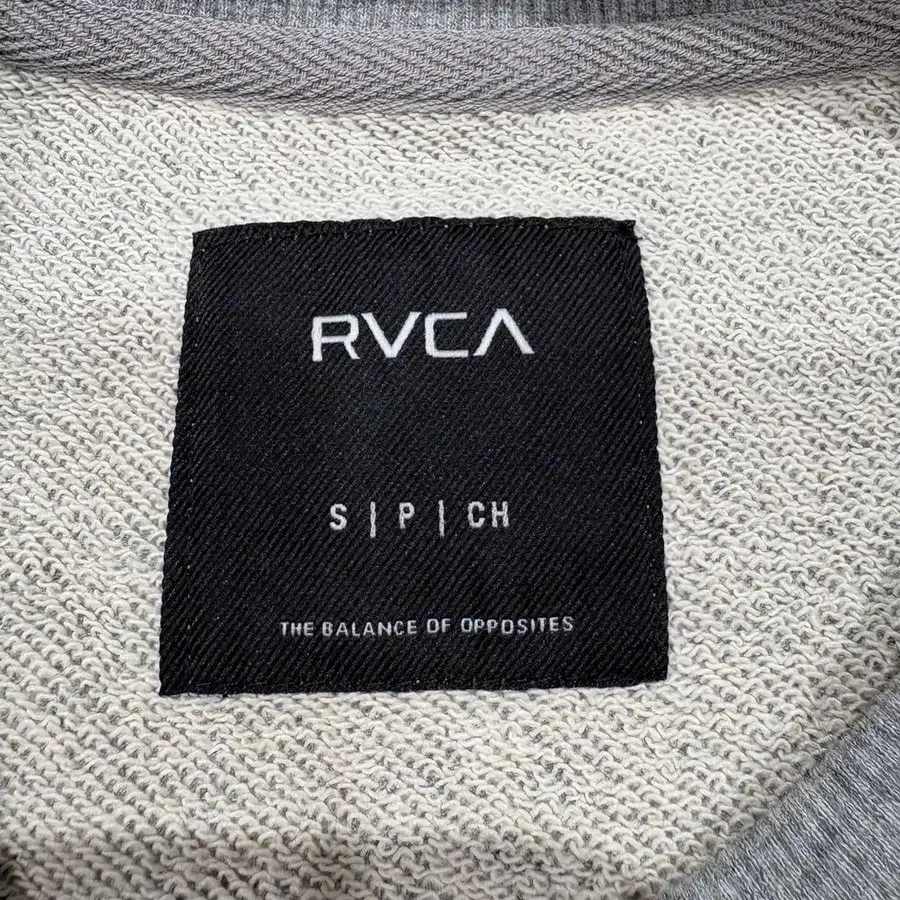 RVCA
S | P | CH
THE BALANCE OF OPPOSITES